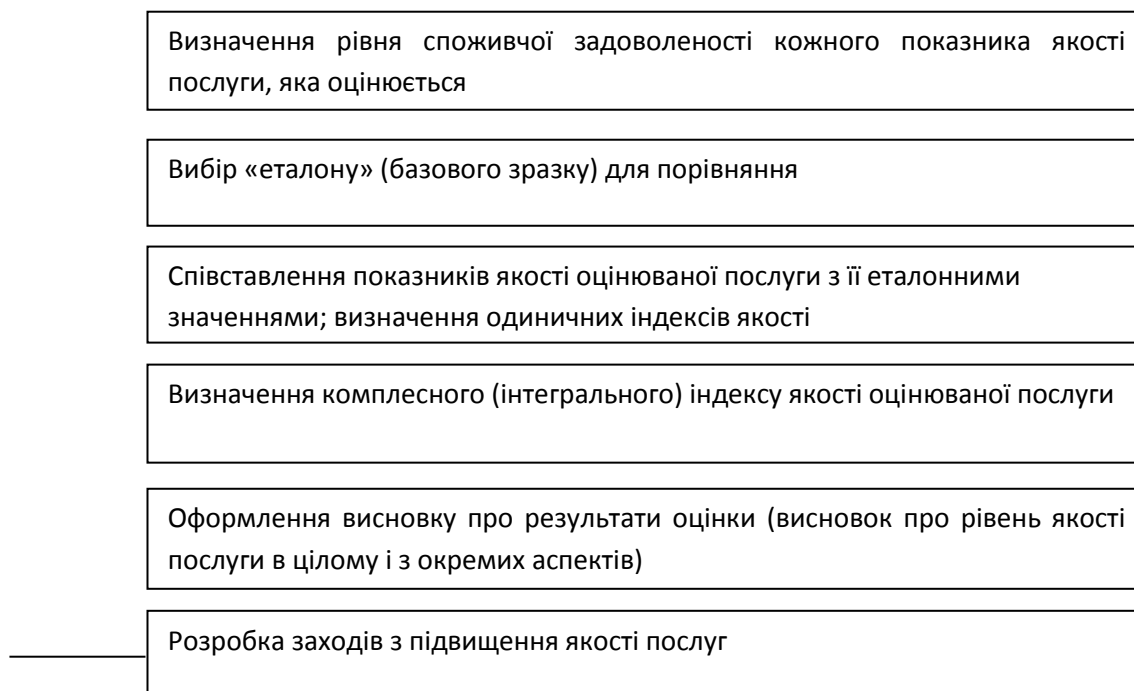 Визначення рівня споживчої задоволеності кожного показника якості
послуги, яка оцінюється
Вибір «еталону» (базового зразку) для порівняння
Співставлення показників якості оцінюваної послуги з її еталонними
значеннями; визначення одиничних індексів якості
Визначення комплесного (інтегрального) індексу якості оцінюваної послуги
Оформлення висновку про результати оцінки (висновок про рівень якості
послуги в цілому і з окремих аспектів)
Розробка заходів з підвищення якості послуг